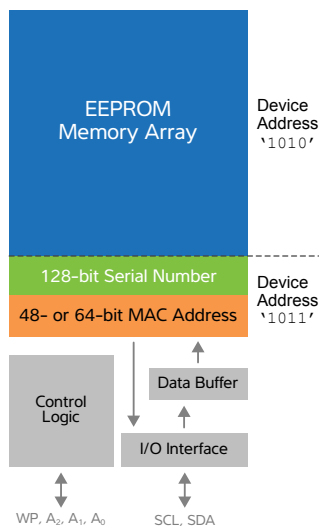 EEPROM
Memory Array
Device
Address
‘1010’
128-bit Serial Number
48- or 64-bit MAC Address
Device
Address
‘1011’
Data Buffer
Control
Logic
I/O Interface
WP, A₂, A₁, A₀
SCL, SDA